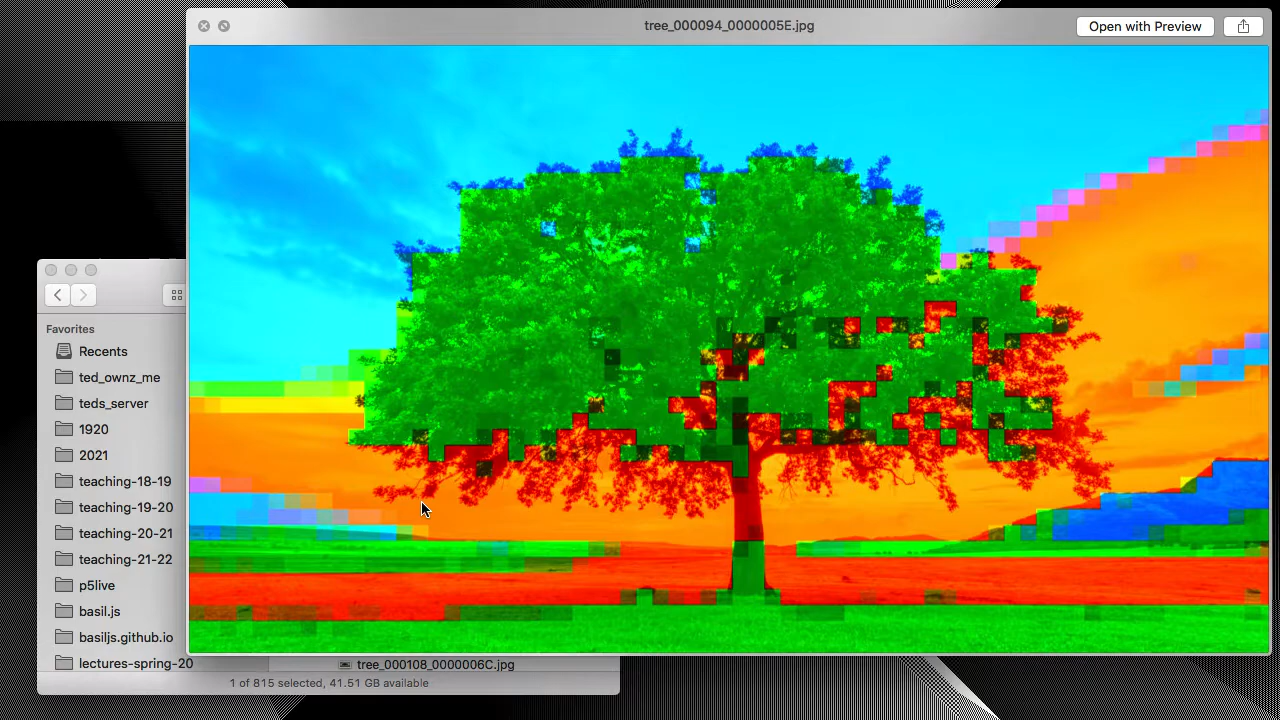 tree_000094_0000005E.jpg
Open with Preview
Favorites
Recents
ted_ownz_me
teds_server
1920
2021
teaching-18-19
teaching-19-20
teaching-20-21
teaching-21-22
p5live
basil.js
basiljs.github.io
lectures-spring-20
tree_000108_0000006C.jpg
1 of 815 selected, 41.51 GB available